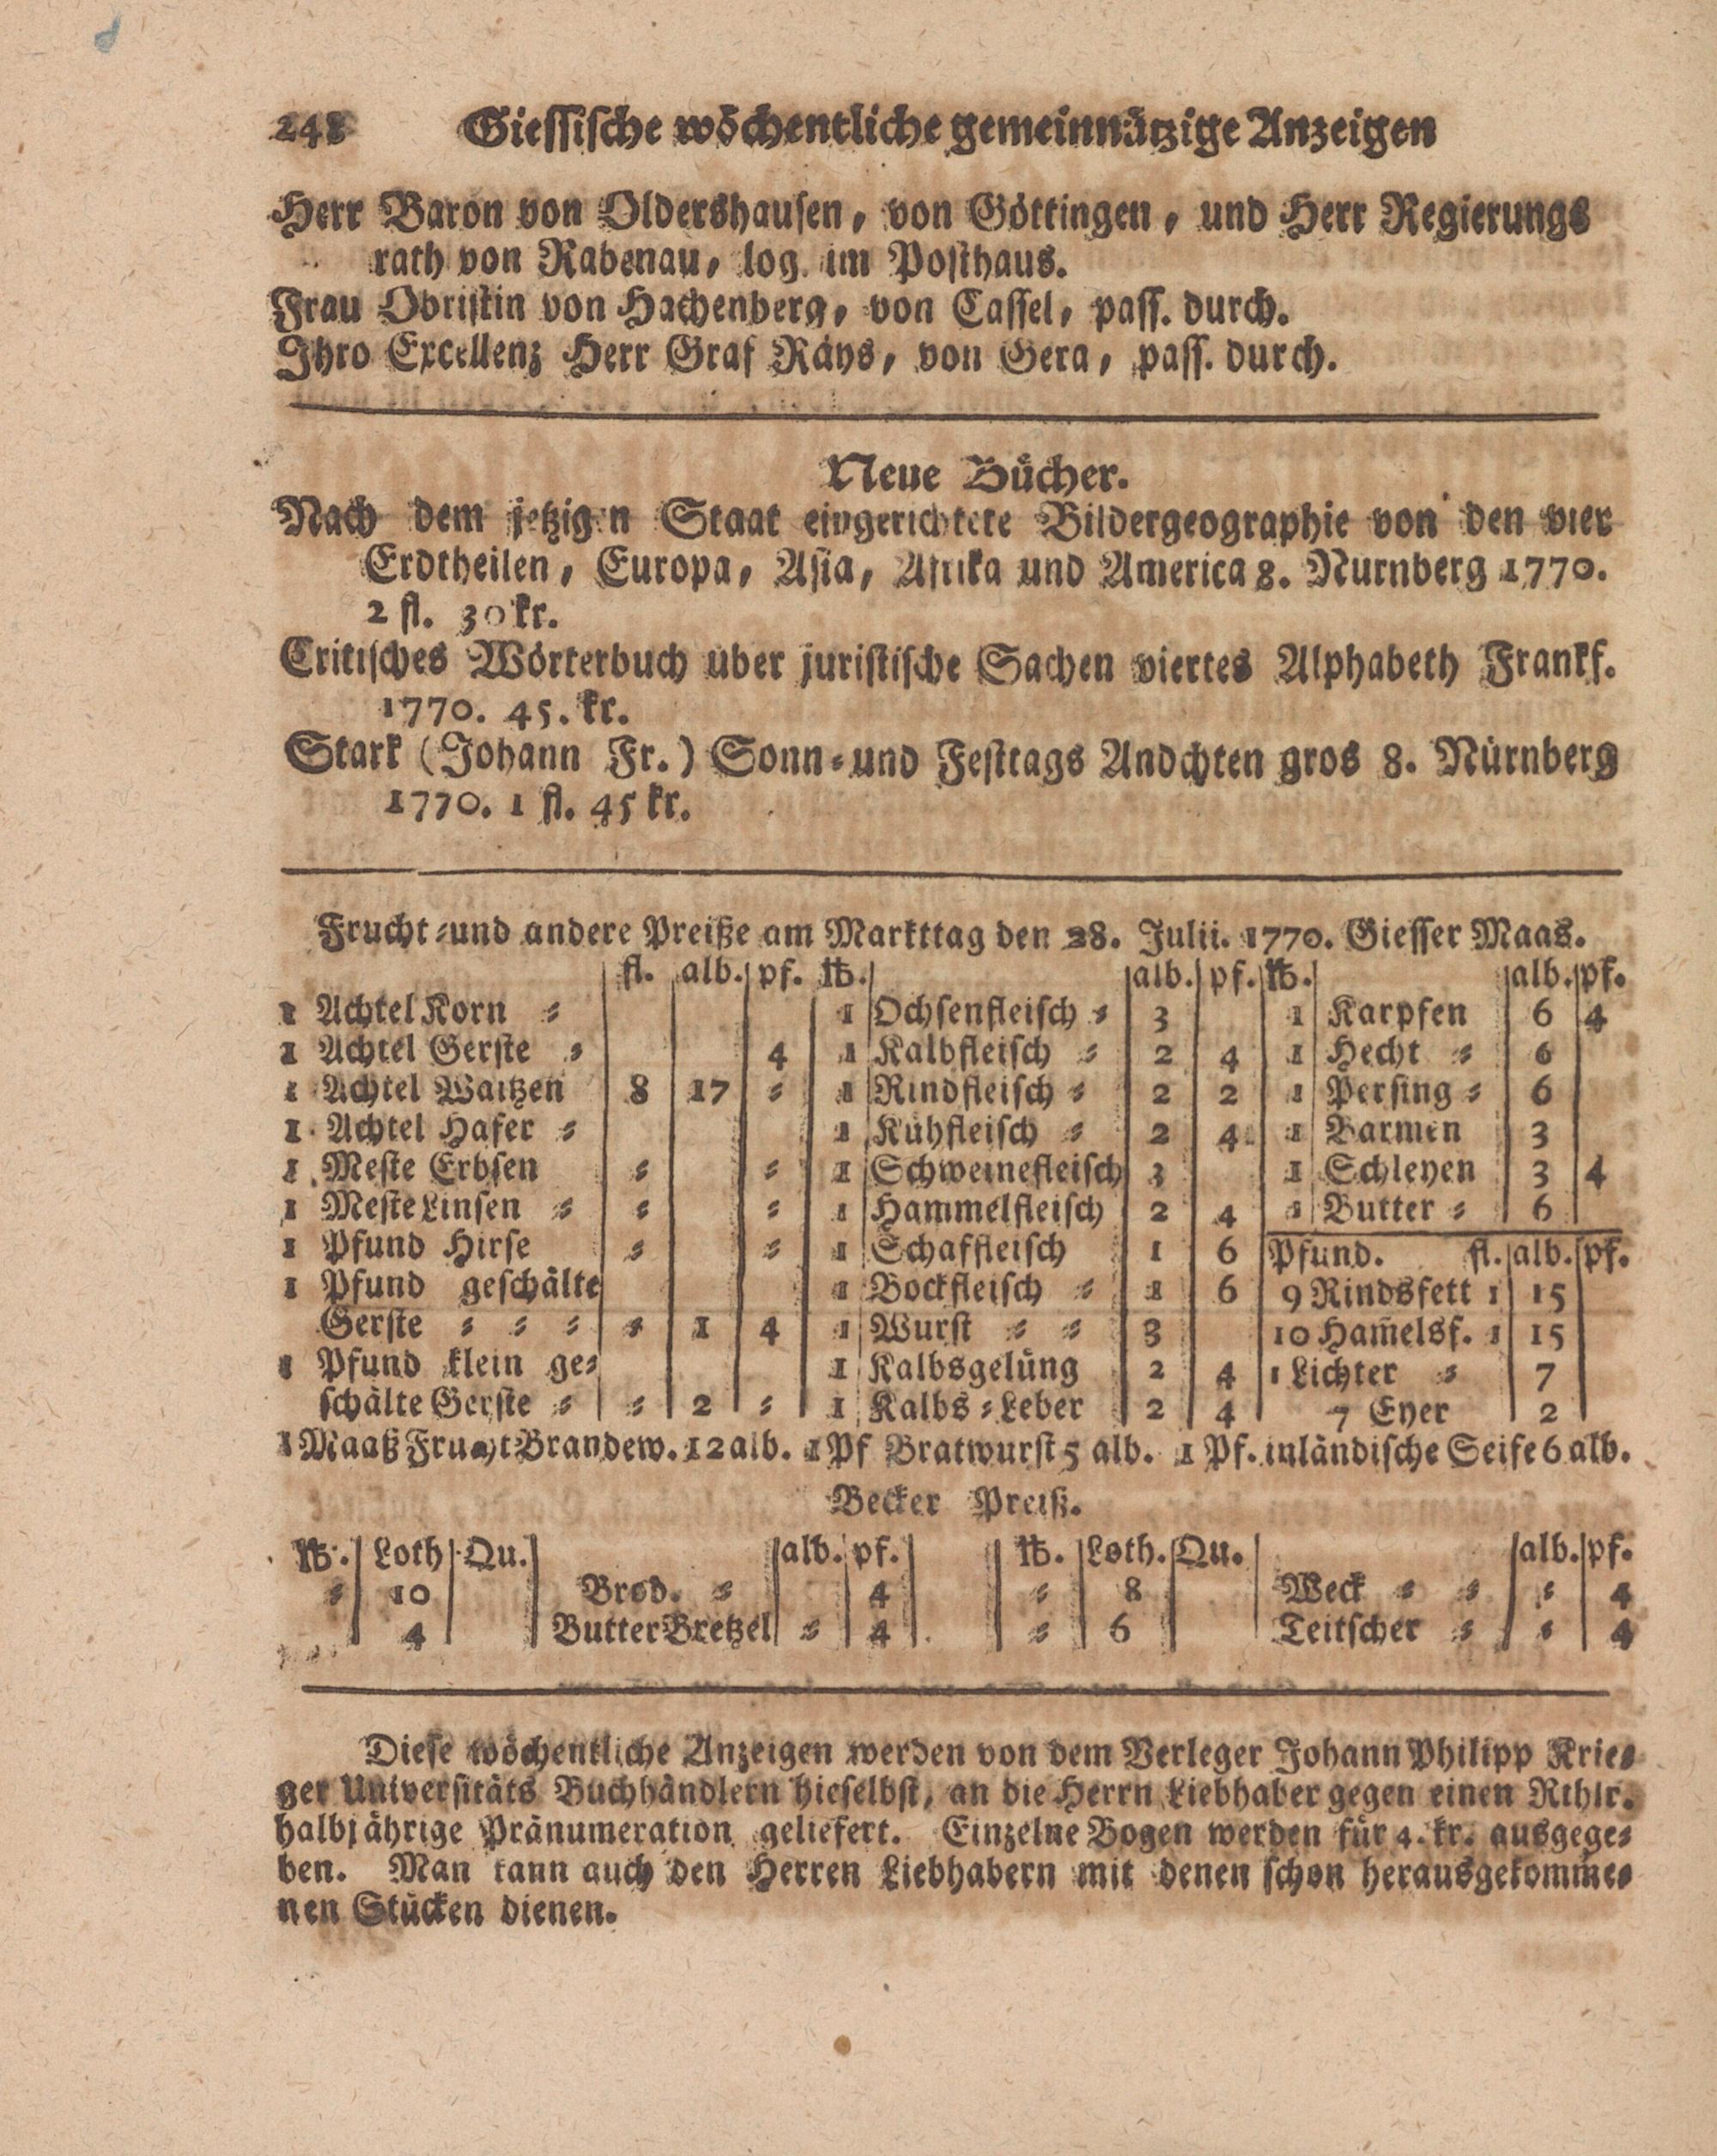 248 Giessische wöchentliche gemeinnützige Anzeigen
Herr Baron von Oldershausen, von Göttingen, und Herr Regierungs
rath von Rabenau, log. im Posthaus.
Frau Obristin von Hachenberg, von Cassel, pass. durch.
Ihro Excellenz Herr Graf Räys, von Gera, pass. durch.
Neue Bücher.
Nach dem jetzigen Staat eingerichtete Bildergeographie von den vier
Erdtheilen, Europa, Asia, Afrika und America 8. Nurnberg 1770.
2 fl. 30 kr.
Critisches Wörterbuch über juristische Sachen viertes Alphabeth Frankf.
1770. 45. kr.
Stark (Johann Fr.) Sonn- und Festtags Andchten gros 8. Nürnberg
1770. 1 fl. 45 kr.
Frucht- und andere Preiße am Markttag den 28. Julii. 1770. Giesser Maas.
fl. alb. pf. ℔. alb. pf. ℔. alb. pf.
1 Achtel Korn = 1 Ochsenfleisch = 3 1 Karpfen 6 4
1 Achtel Gerste = 4 1 Kalbfleisch = 2 4 1 Hecht = 6
1 Achtel Waitzen 8 17 = 1 Rindfleisch = 2 2 1 Persing = 6
1 Achtel Hafer = 1 Kühfleisch = 2 4 1 Barmen 3
1 Meste Erbsen = = 1 Schweinefleisch 3 1 Schleyen 3 4
1 Meste Linsen = = = 1 Hammelfleisch 2 4 1 Butter = 6
1 Pfund Hirse = = 1 Schaffleisch 1 6 Pfund. fl. alb. pf.
1 Pfund geschälte 1 Bockfleisch = 1 6 9 Rindsfett 1 15
Gerste = = = = 1 4 1 Wurst = = 3 10 Ham̄elsf. 1 15
1 Pfund klein ge= 1 Kalbsgelüng 2 4 1 Lichter = 7
schälte Gerste = = 2 = 1 Kalbs=Leber 2 4 7 Eyer 2
1 Maaß Frucht Brandew. 12 alb. 1 Pf Bratwurst 5 alb. 1 Pf. inländische Seife 6 alb.
Becker Preiß.
℔. Loth Qu. alb. pf. ℔. Loth. Qu. alb. pf.
= 10 Brod. = 4 = 8 Weck = = = 4
4 Butter Bretzel = 4 = 6 Teitscher = = 4
Diese wöchentliche Anzeigen werden von dem Verleger Johann Philipp Krie=
ger Universitäts Buchhändlern hieselbst, an die Herrn Liebhaber gegen einen Rthlr.
halbjährige Pränumeration geliefert. Einzelne Bogen werden für 4. kr. ausgege=
ben. Man kann auch den Herren Liebhabern mit denen schon herausgekomm̄e=
nen Stücken dienen.